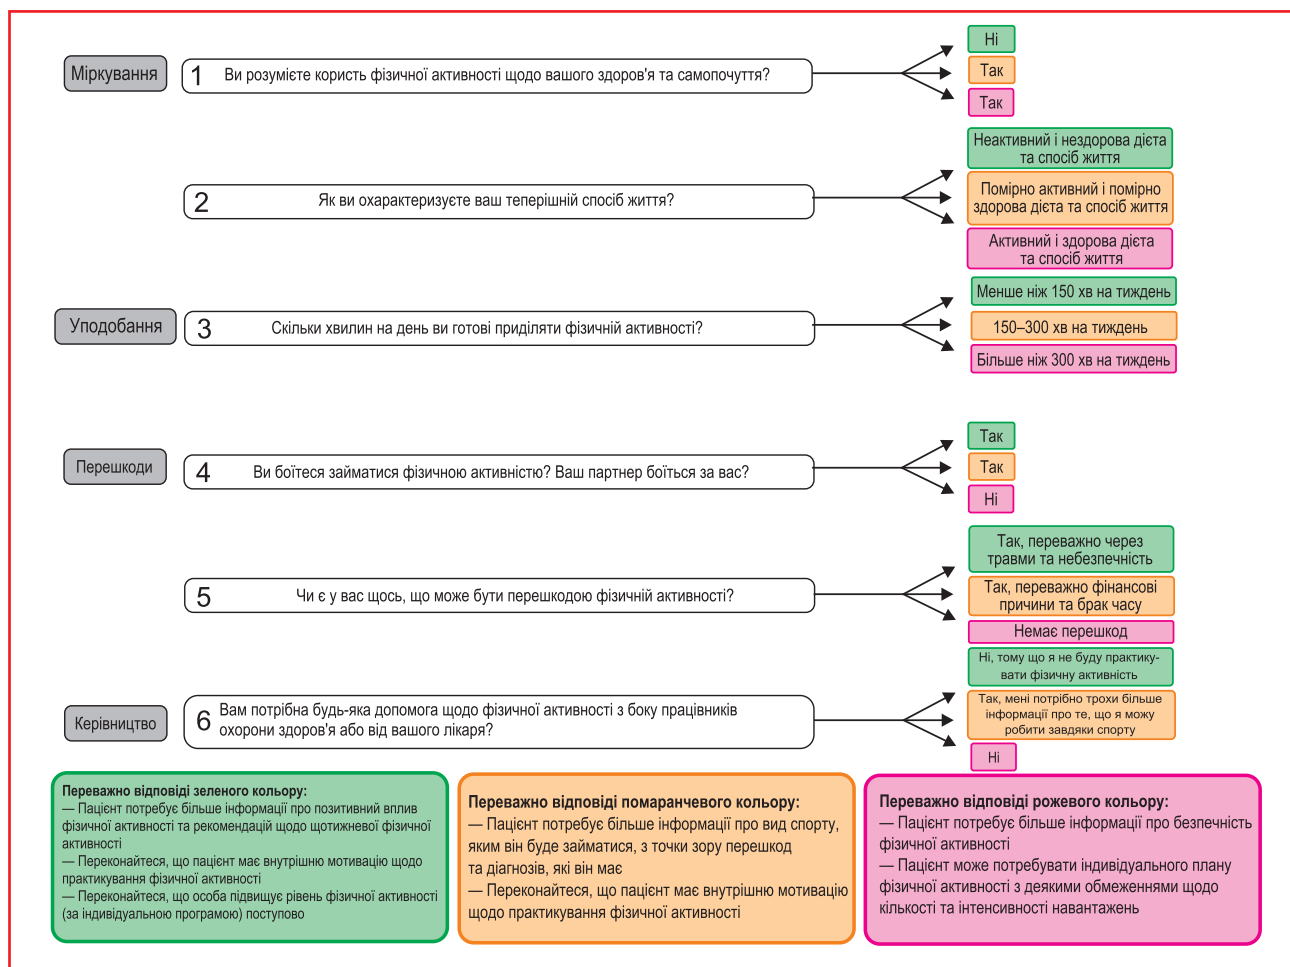 Міркування
1 Ви розумієте користь фізичної активності щодо вашого здоров'я та самопочуття?
Ні
Так
Так
2 Як ви охарактеризуєте ваш теперішній спосіб життя?
Неактивний і нездорова дієта
та спосіб життя
Помірно активний і помірно
здорова дієта та спосіб життя
Активний і здорова дієта
та спосіб життя
Уподобання
3 Скільки хвилин на день ви готові приділяти фізичній активності?
Менше ніж 150 хв на тиждень
150–300 хв на тиждень
Більше ніж 300 хв на тиждень
Перешкоди
4 Ви боїтеся займатися фізичною активністю? Ваш партнер боїться за вас?
Так
Так
Ні
5 Чи є у вас щось, що може бути перешкодою фізичній активності?
Так, переважно через
травми та небезпечність
Так, переважно фінансові
причини та брак часу
Немає перешкод
Керівництво
6 Вам потрібна будь-яка допомога щодо фізичної активності з боку працівників
охорони здоров'я або від вашого лікаря?
Ні, тому що я не буду практику-
вати фізичну активність
Так, мені потрібно трохи більше
інформації про те, що я можу
робити завдяки спорту
Ні
Переважно відповіді зеленого кольору:
— Пацієнт потребує більше інформації про позитивний вплив
фізичної активності та рекомендацій щодо щотижневої фізичної
активності
— Переконайтеся, що пацієнт має внутрішню мотивацію щодо
практикування фізичної активності
— Переконайтеся, що особа підвищує рівень фізичної активності
(за індивідуальною програмою) поступово
Переважно відповіді помаранчевого кольору:
— Пацієнт потребує більше інформації про вид спорту,
яким він буде займатися, з точки зору перешкод
та діагнозів, які він має
— Переконайтеся, що пацієнт має внутрішню мотивацію
щодо практикування фізичної активності
Переважно відповіді рожевого кольору:
— Пацієнт потребує більше інформації про безпечність
фізичної активності
— Пацієнт може потребувати індивідуального плану
фізичної активності з деякими обмеженнями щодо
кількості та інтенсивності навантажень